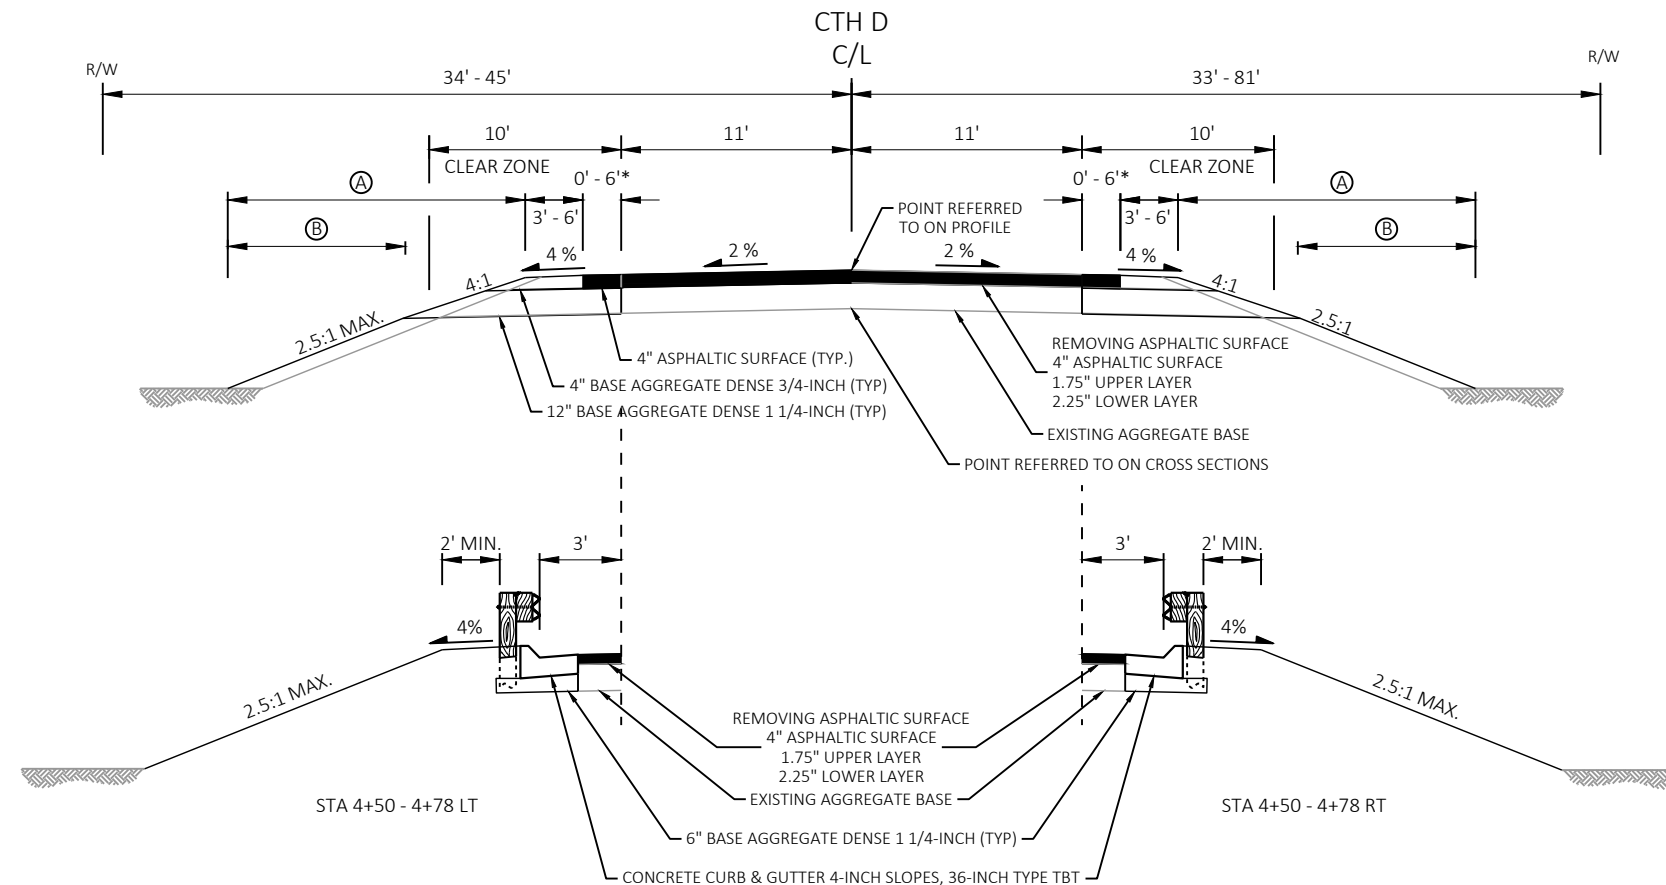 CTH D
C/L
R/W
34' - 45'
33' - 81'
R/W
10'
11'
11'
10'
CLEAR ZONE
CLEAR ZONE
A
0' - 6'*
0' - 6'*
A
3' - 6'
3' - 6'
POINT REFERRED
TO ON PROFILE
B
B
4 %
2 %
2 %
4 %
4:1
4:1
2.5:1 MAX.
2.5:1
4" ASPHALTIC SURFACE (TYP.)
4" BASE AGGREGATE DENSE 3/4-INCH (TYP)
12" BASE AGGREGATE DENSE 1 1/4-INCH (TYP)
REMOVING ASPHALTIC SURFACE
4" ASPHALTIC SURFACE
1.75" UPPER LAYER
2.25" LOWER LAYER
EXISTING AGGREGATE BASE
POINT REFERRED TO ON CROSS SECTIONS
2' MIN.
3'
3'
2' MIN.
4%
4%
2.5:1 MAX.
2.5:1 MAX.
REMOVING ASPHALTIC SURFACE
4" ASPHALTIC SURFACE
1.75" UPPER LAYER
2.25" LOWER LAYER
EXISTING AGGREGATE BASE
STA 4+50 - 4+78 LT
STA 4+50 - 4+78 RT
6" BASE AGGREGATE DENSE 1 1/4-INCH (TYP)
CONCRETE CURB & GUTTER 4-INCH SLOPES, 36-INCH TYPE TBT